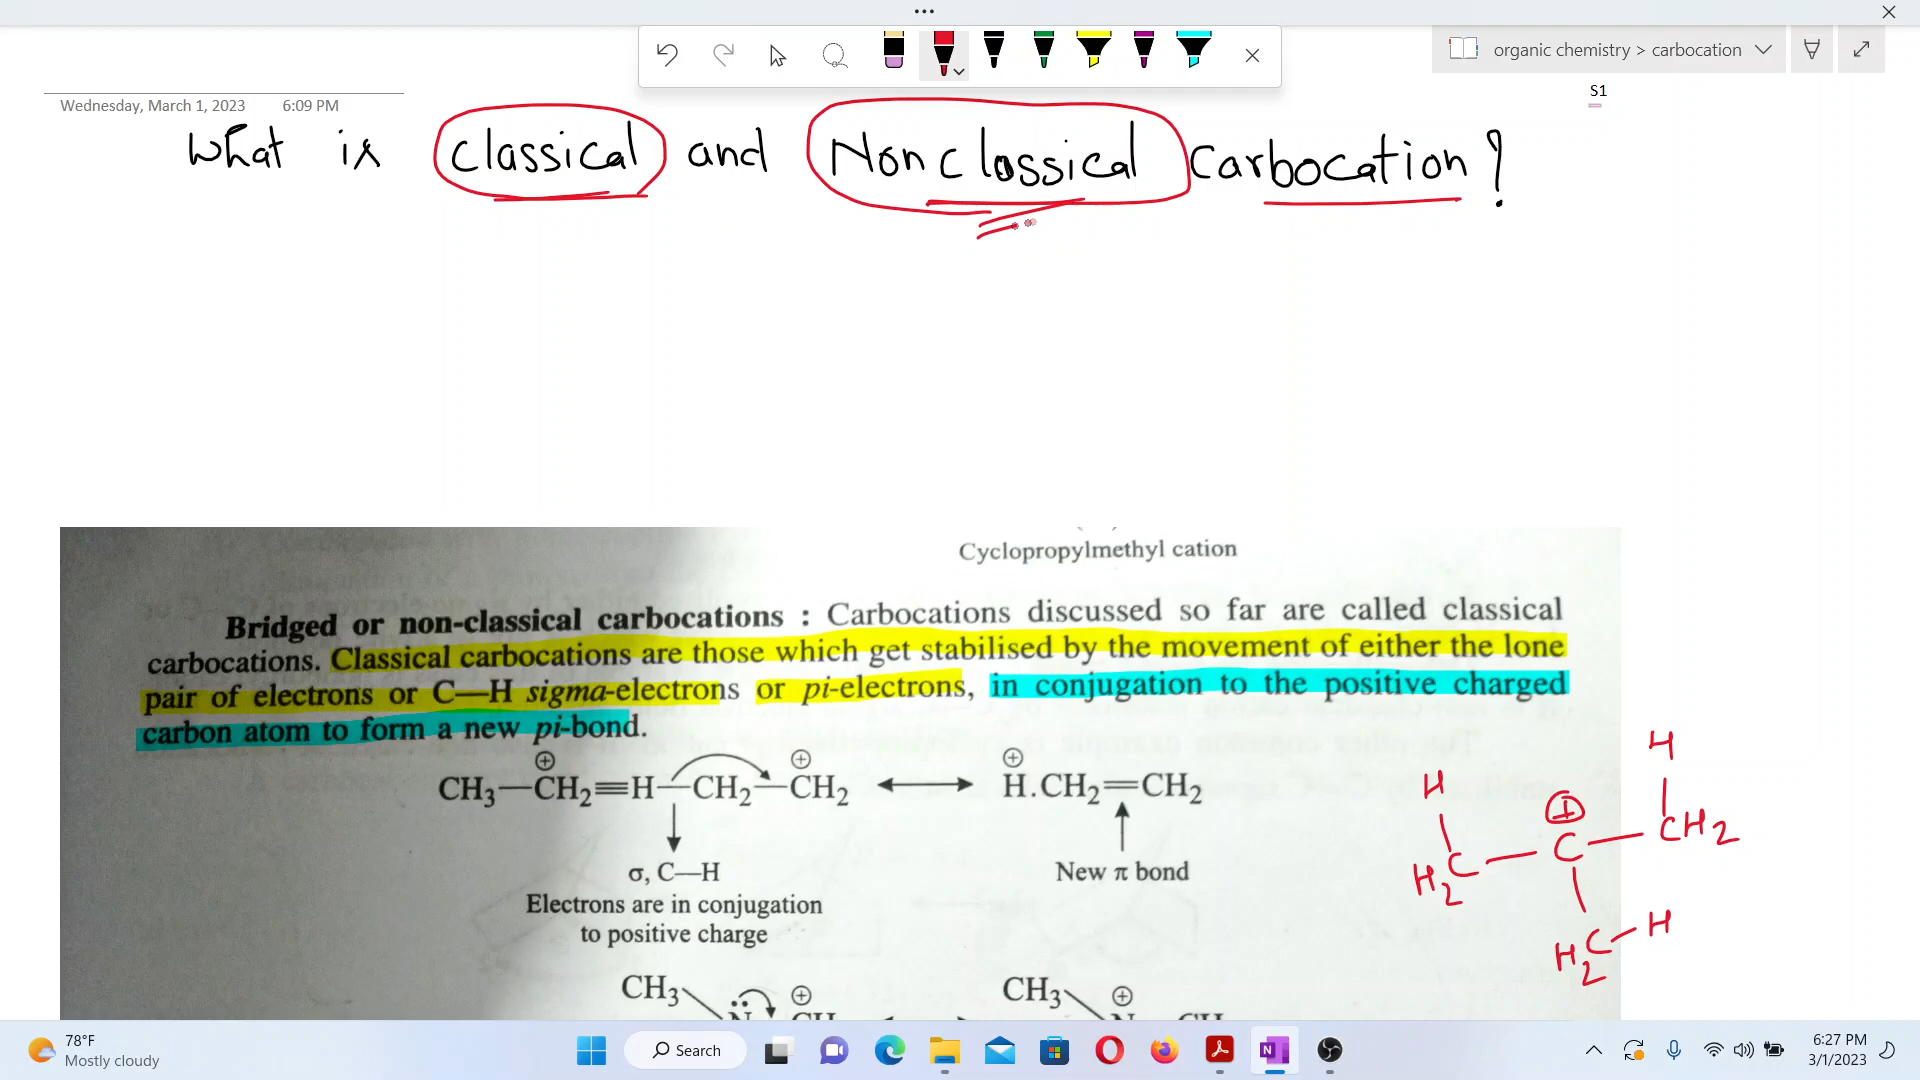 organic chemistry > carbocation
S1
Wednesday, March 1, 2023 6:09 PM
What is classical and Nonclassical carbocation?
Cyclopropylmethyl cation
Bridged or non-classical carbocations : Carbocations discussed so far are called classical
carbocations. Classical carbocations are those which get stabilised by the movement of either the lone
pair of electrons or C—H sigma-electrons or pi-electrons, in conjugation to the positive charged
carbon atom to form a new pi-bond.
CH₃—C⊕H₂≡H—CH₂—C⊕H₂ ⟷ H⊕.CH₂=CH₂
σ, C—H
New π bond
Electrons are in conjugation
to positive charge
H
H
⊕
H₂C—C—CH₂
H₂C—H
CH₃ ⊕
CH₃ ⊕
78°F
Mostly cloudy
Search
6:27 PM
3/1/2023